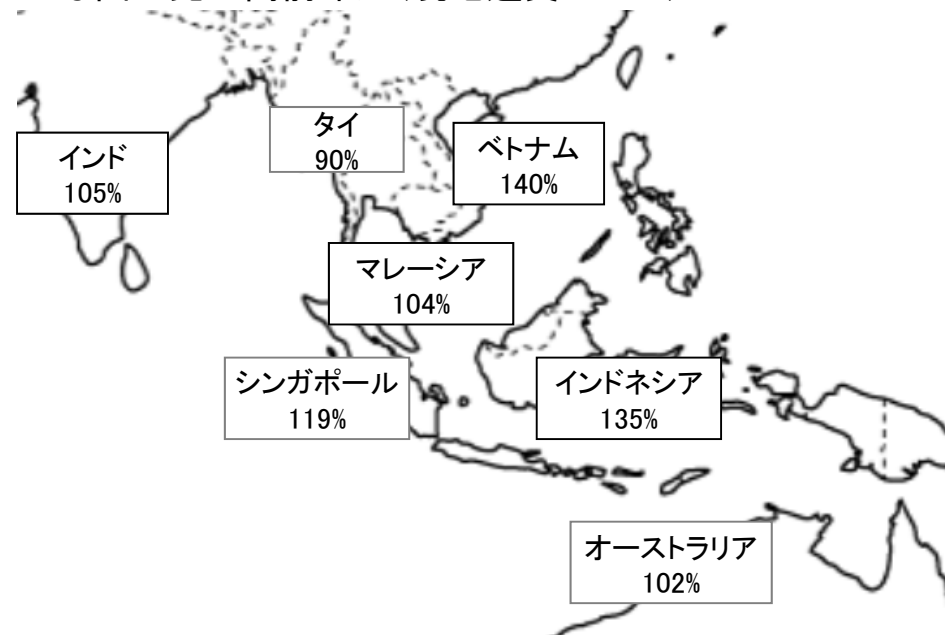 タイ
90%
ベトナム
140%
インド
105%
マレーシア
104%
シンガポール
119%
インドネシア
135%
オーストラリア
102%